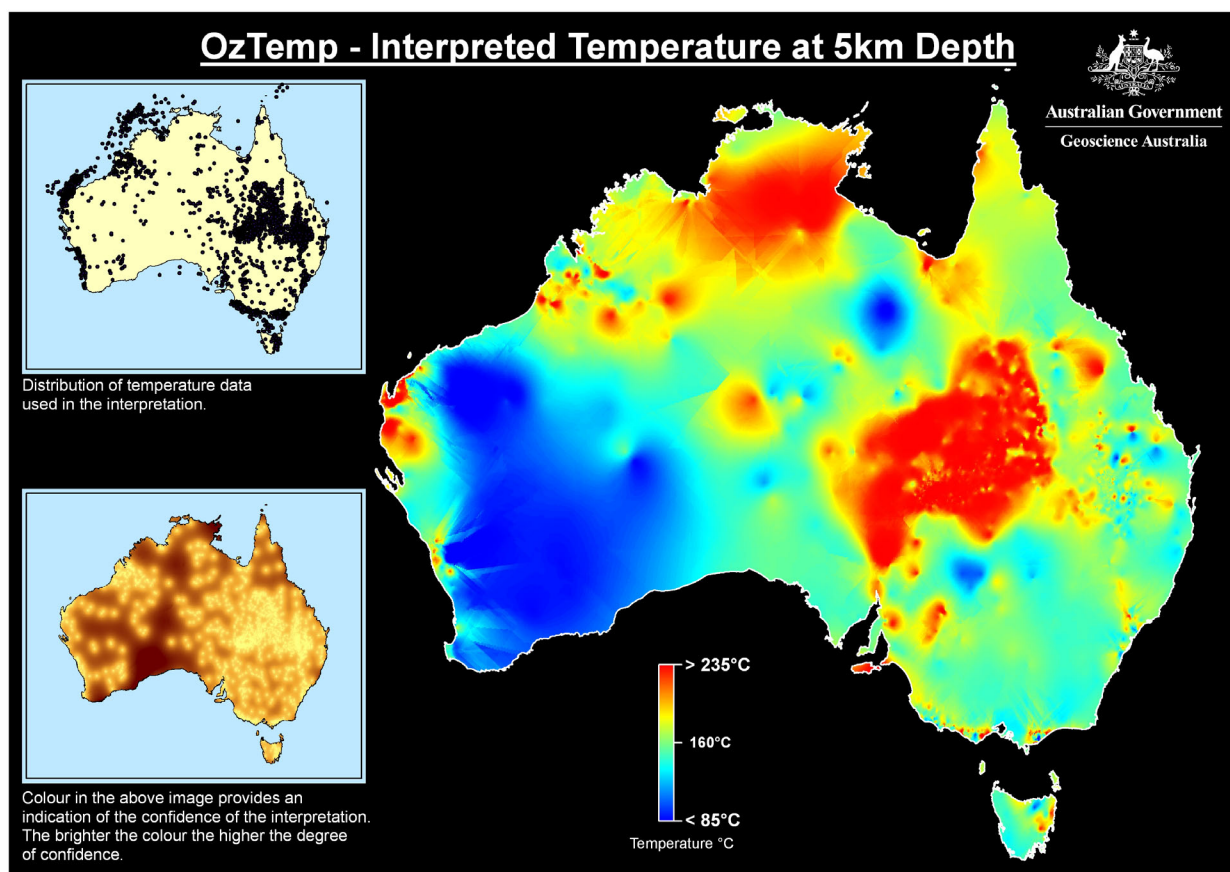 OzTemp - Interpreted Temperature at 5km Depth
Australian Government
Geoscience Australia
Distribution of temperature data
used in the interpretation.
Colour in the above image provides an
indication of the confidence of the interpretation.
The brighter the colour the higher the degree
of confidence.
> 235°C
160°C
< 85°C
Temperature °C